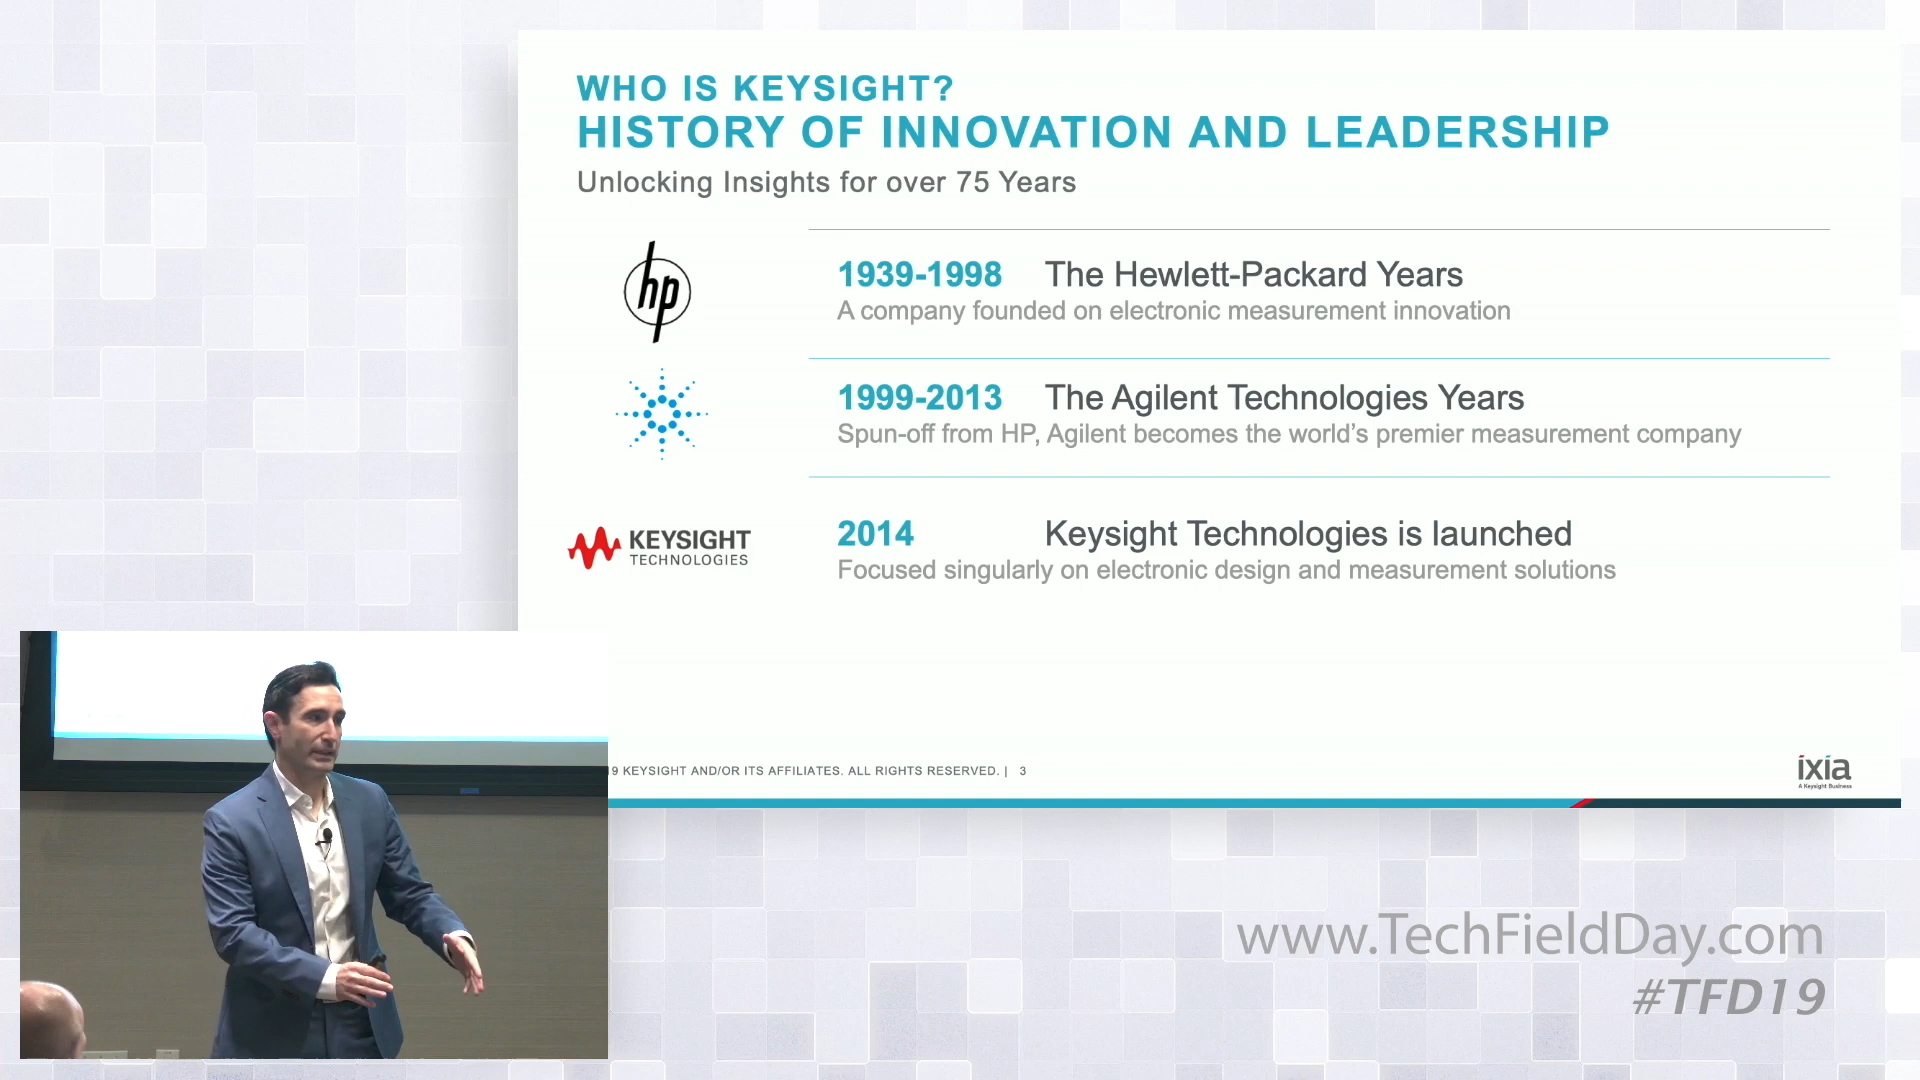 WHO IS KEYSIGHT?
HISTORY OF INNOVATION AND LEADERSHIP
Unlocking Insights for over 75 Years
hp
1939-1998 The Hewlett-Packard Years
A company founded on electronic measurement innovation
1999-2013 The Agilent Technologies Years
Spun-off from HP, Agilent becomes the world's premier measurement company
KEYSIGHT
TECHNOLOGIES
2014 Keysight Technologies is launched
Focused singularly on electronic design and measurement solutions
9 KEYSIGHT AND/OR ITS AFFILIATES. ALL RIGHTS RESERVED. | 3
ixia
A Keysight Business
www.TechFieldDay.com
#TFD19